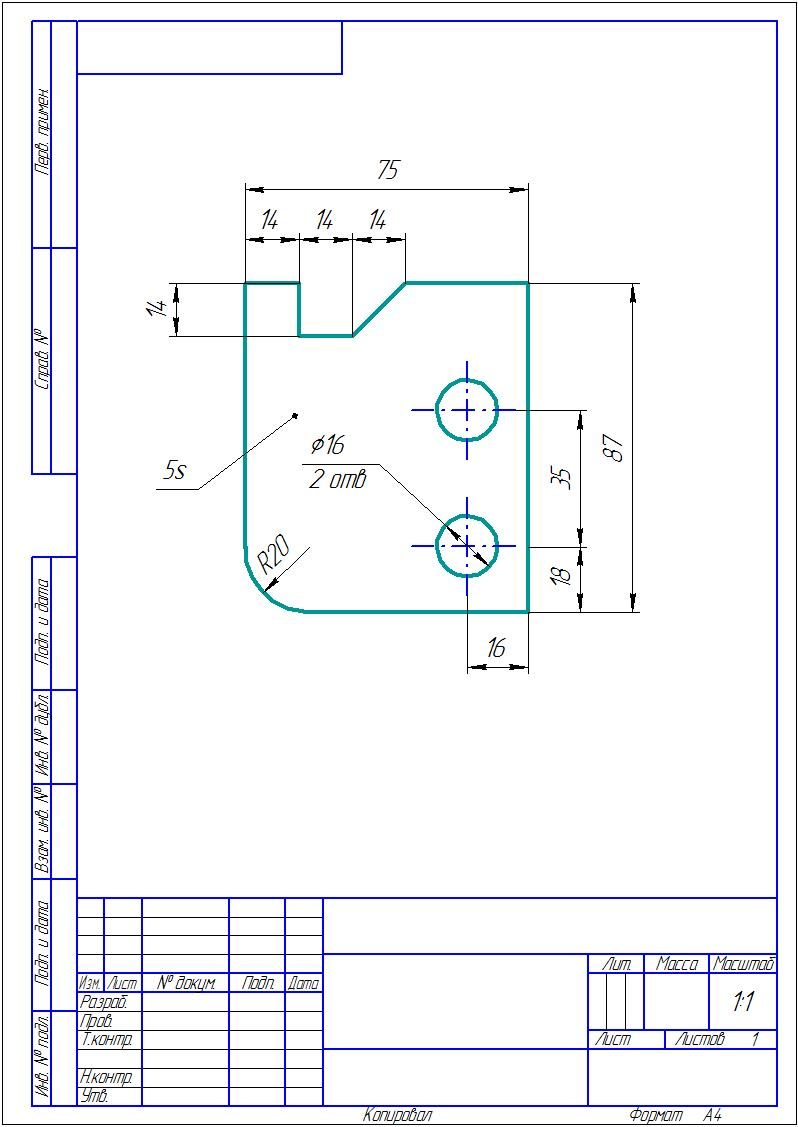 75
14 14 14
14
ϕ16
2 отв
5s
R20
35
87
18
16
Перв. примен.
Справ. №
Подп. и дата
Инв. № дубл.
Взам. инв. №
Подп. и дата
Инв. № подл.
Изм. Лист № докум. Подп. Дата
Разраб.
Пров.
Т.контр.
Н.контр.
Утв.
Лит. Масса Масштаб
1:1
Лист Листов 1
Копировал Формат А4